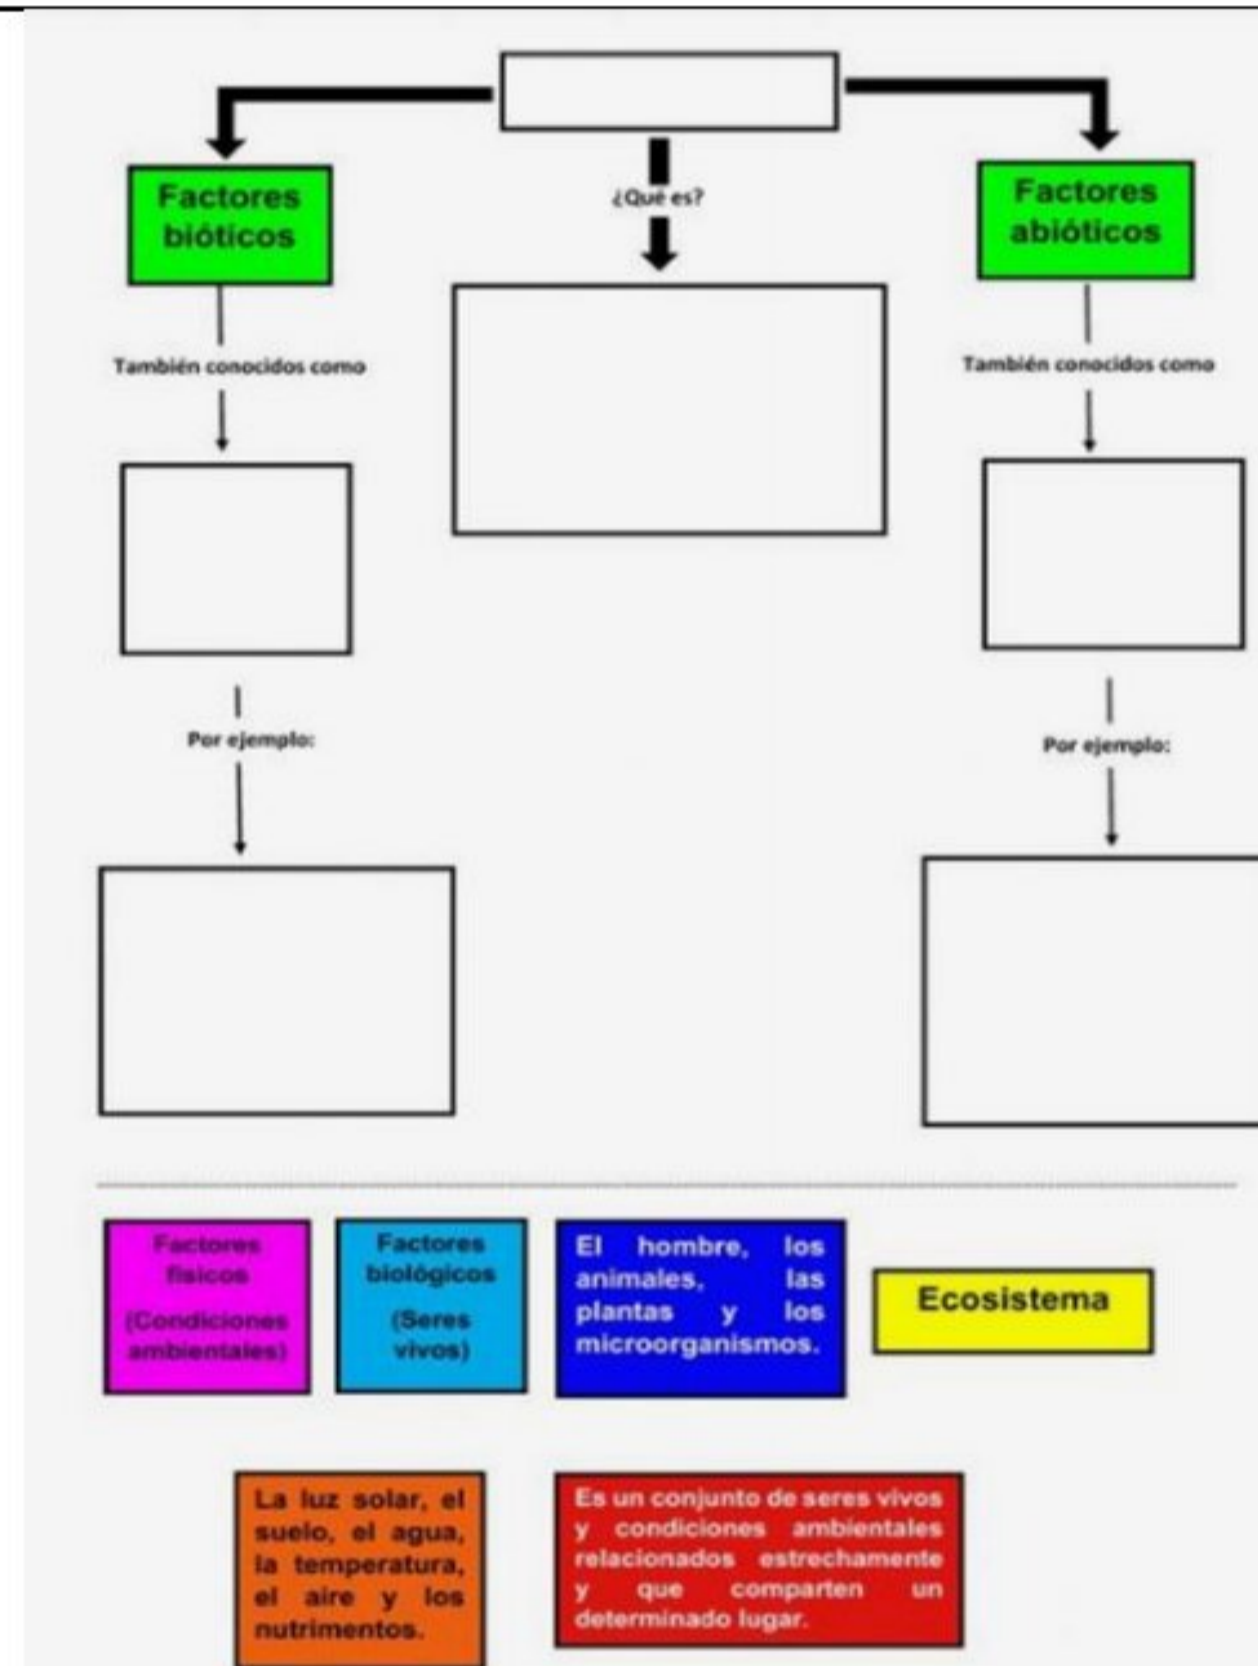 Factores
bióticos
¿Qué es?
Factores
abióticos
También conocidos como
También conocidos como
Por ejemplo:
Por ejemplo:
Factores
físicos
(Condiciones
ambientales)
Factores
biológicos
(Seres
vivos)
El hombre, los
animales, las
plantas y los
microorganismos.
Ecosistema
La luz solar, el
suelo, el agua,
la temperatura,
el aire y los
nutrimentos.
Es un conjunto de seres vivos
y condiciones ambientales
relacionados estrechamente
y que comparten un
determinado lugar.